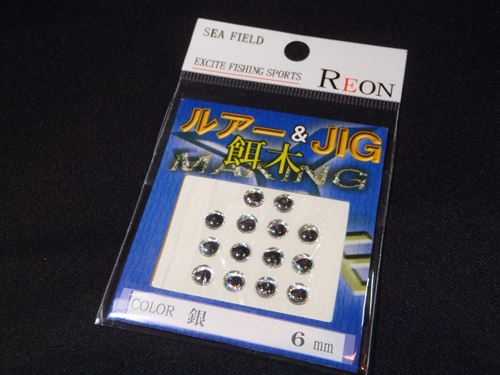 SEA FIELD
EXCITE FISHING SPORTS
REON
ルアー&JIG
餌木
MAKING
COLOR 銀
6 mm